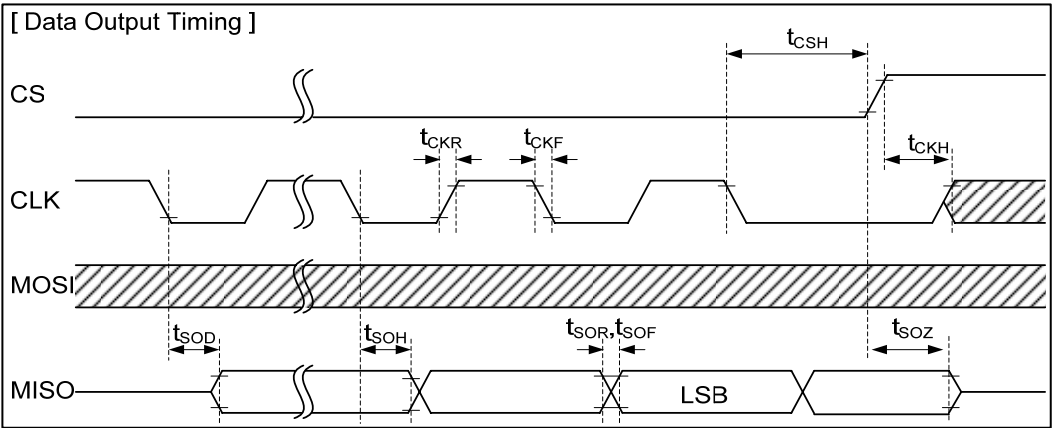 [ Data Output Timing ]
tCSH
CS
tCKR
tCKF
tCKH
CLK
MOSI
tSOD
tSOH
tSOR,tSOF
tSOZ
MISO
LSB